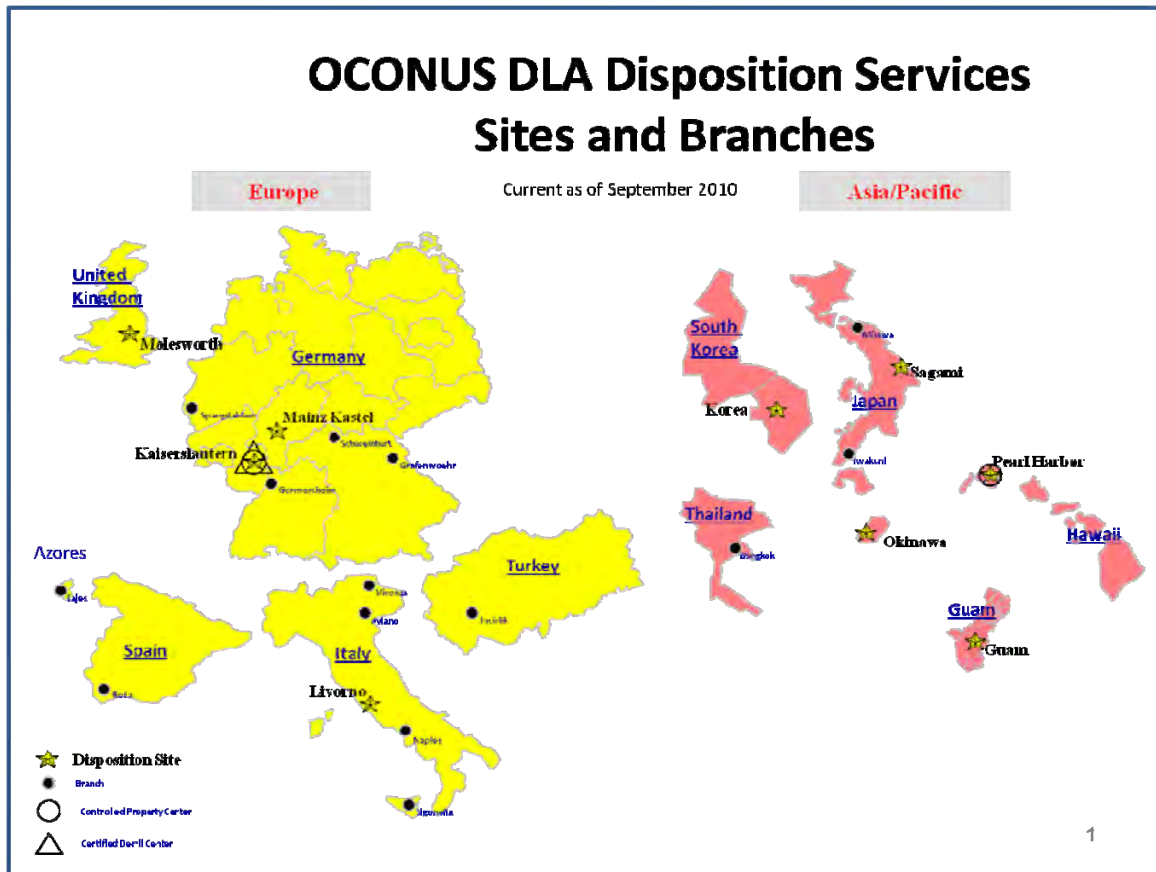 OCONUS DLA Disposition Services
Sites and Branches
Europe
Current as of September 2010
Asia/Pacific
United
Kingdom
Molesworth
Germany
Mainz Kastel
Kaiserslantern
Schweinfurt
Grafenwoehr
Germersheim
Azores
Lajes
Spain
Rota
Turkey
Incirlik
Vicenza
Aviano
Italy
Livorno
Naples
South
Korea
Korea
Misawa
Sagami
Japan
Iwakuni
Pearl Harbor
Thailand
Bangkok
Okinawa
Hawaii
Guam
Guam
Disposition Site
Branch
Controlled Property Center
Certified Demil Center
1